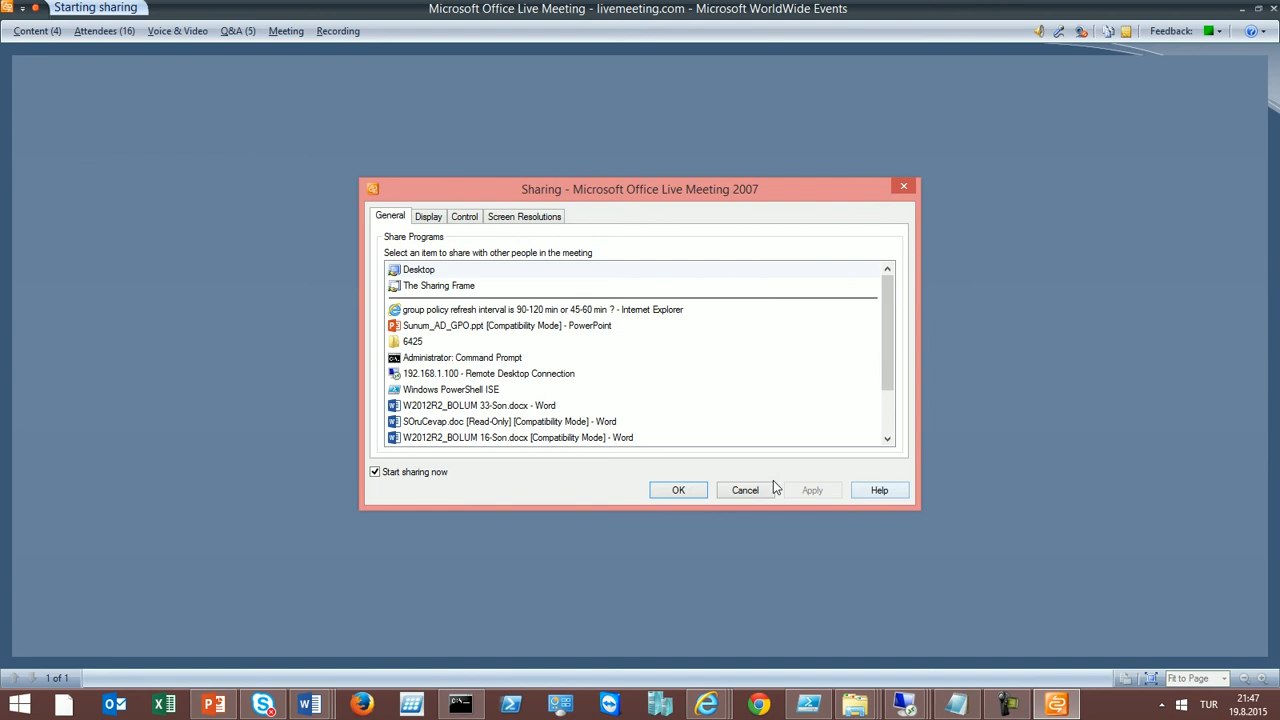 Starting sharing
Microsoft Office Live Meeting - livemeeting.com - Microsoft WorldWide Events
Content (4) Attendees (16) Voice & Video Q&A (5) Meeting Recording Feedback:
Sharing - Microsoft Office Live Meeting 2007
General Display Control Screen Resolutions
Share Programs
Select an item to share with other people in the meeting
Desktop
The Sharing Frame
group policy refresh interval is 90-120 min or 45-60 min ? - Internet Explorer
Sunum_AD_GPO.ppt [Compatibility Mode] - PowerPoint
6425
Administrator: Command Prompt
192.168.1.100 - Remote Desktop Connection
Windows PowerShell ISE
W2012R2_BOLUM 33-Son.docx - Word
SOruCevap.doc [Read-Only] [Compatibility Mode] - Word
W2012R2_BOLUM 16-Son.docx [Compatibility Mode] - Word
Start sharing now
OK Cancel Apply Help
1 of 1 Fit to Page
TUR 21:47
19.8.2015